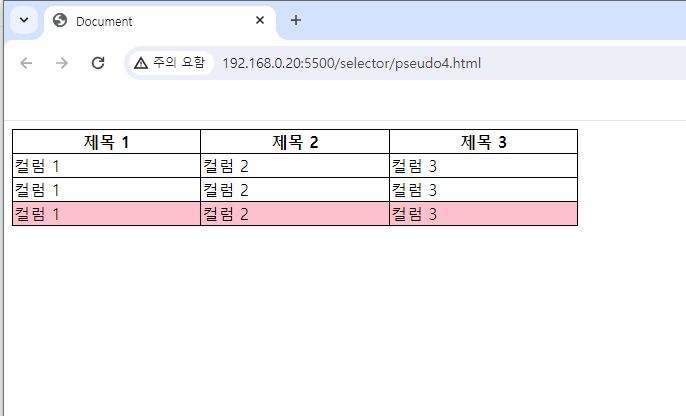 Document
주의 요함 192.168.0.20:5500/selector/pseudo4.html
제목 1 제목 2 제목 3
컬럼 1 컬럼 2 컬럼 3
컬럼 1 컬럼 2 컬럼 3
컬럼 1 컬럼 2 컬럼 3